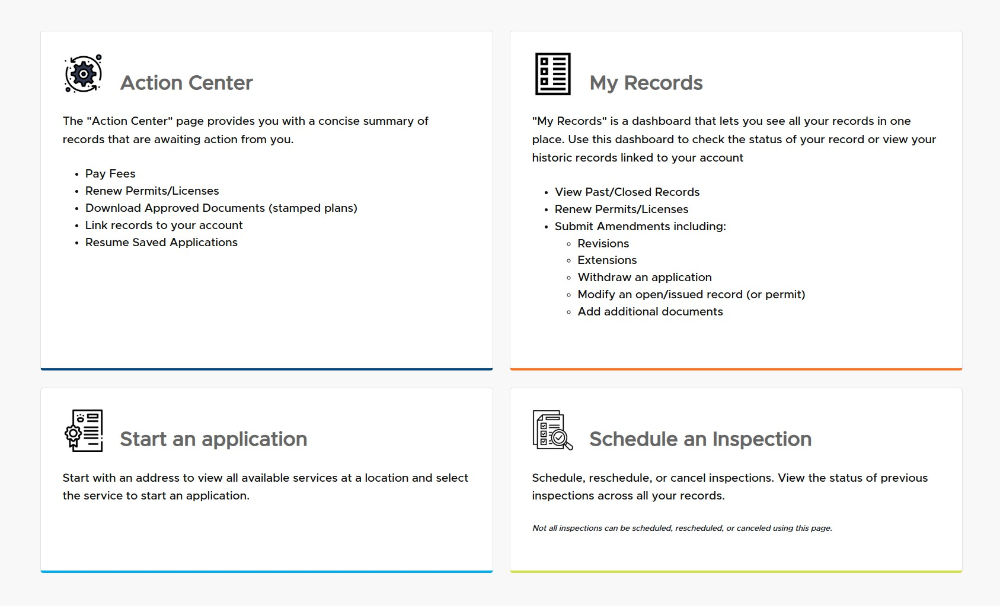 Action Center
The "Action Center" page provides you with a concise summary of
records that are awaiting action from you.
• Pay Fees
• Renew Permits/Licenses
• Download Approved Documents (stamped plans)
• Link records to your account
• Resume Saved Applications
My Records
"My Records" is a dashboard that lets you see all your records in one
place. Use this dashboard to check the status of your record or view your
historic records linked to your account
• View Past/Closed Records
• Renew Permits/Licenses
• Submit Amendments including:
◦ Revisions
◦ Extensions
◦ Withdraw an application
◦ Modify an open/issued record (or permit)
◦ Add additional documents
Start an application
Start with an address to view all available services at a location and select
the service to start an application.
Schedule an Inspection
Schedule, reschedule, or cancel inspections. View the status of previous
inspections across all your records.
Not all inspections can be scheduled, rescheduled, or canceled using this page.